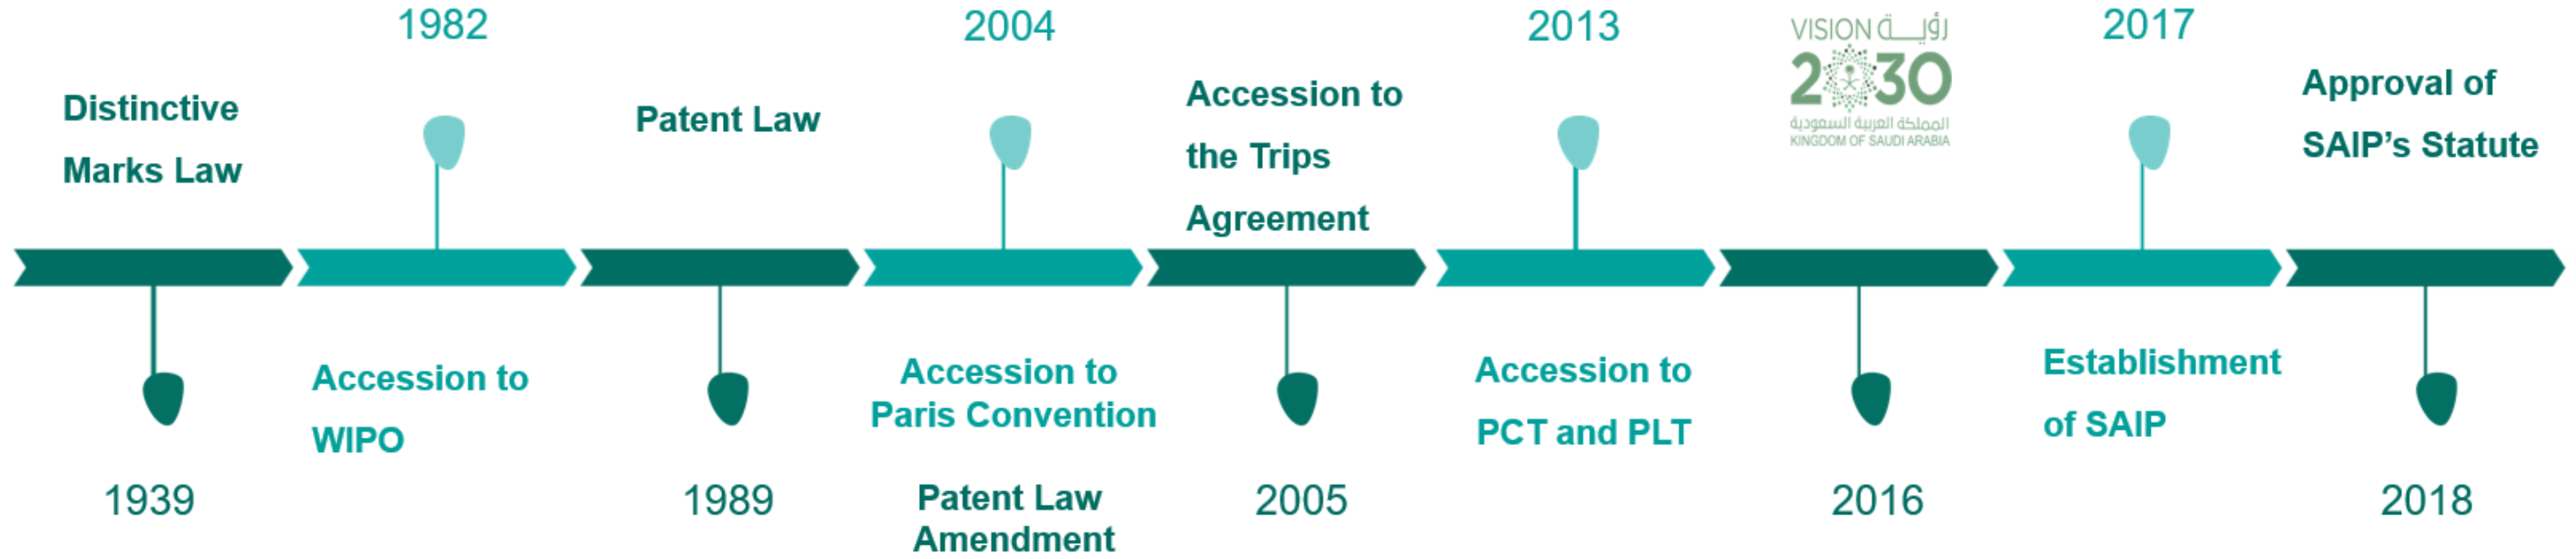 1939
Distinctive
Marks Law
1982
Accession to
WIPO
Patent Law
1989
2004
Accession to
Paris Convention
Patent Law
Amendment
Accession to
the Trips
Agreement
2005
2013
Accession to
PCT and PLT
VISION رؤيــة
2030
المملكة العربية السعودية
KINGDOM OF SAUDI ARABIA
2016
2017
Establishment
of SAIP
Approval of
SAIP’s Statute
2018